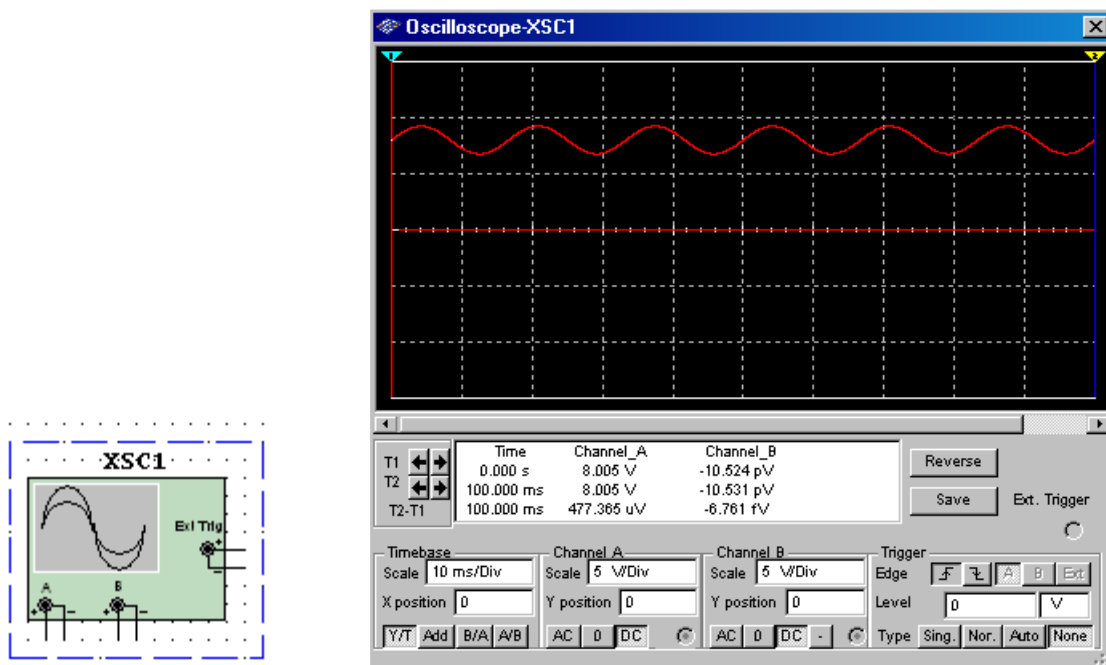 Oscilloscope-XSC1
1
2
Time Channel_A Channel_B
T1 0.000 s 8.005 V -10.524 pV
T2 100.000 ms 8.005 V -10.531 pV
T2-T1 100.000 ms 477.365 uV -6.761 fV
Reverse
Save
Ext. Trigger
Timebase
Scale 10 ms/Div
X position 0
Y/T Add B/A A/B
Channel A
Scale 5 V/Div
Y position 0
AC 0 DC
Channel B
Scale 5 V/Div
Y position 0
AC 0 DC -
Trigger
Edge A B Ext
Level 0 V
Type Sing. Nor. Auto None
XSC1
Ext Trig
+
-
A
+ -
B
+ -